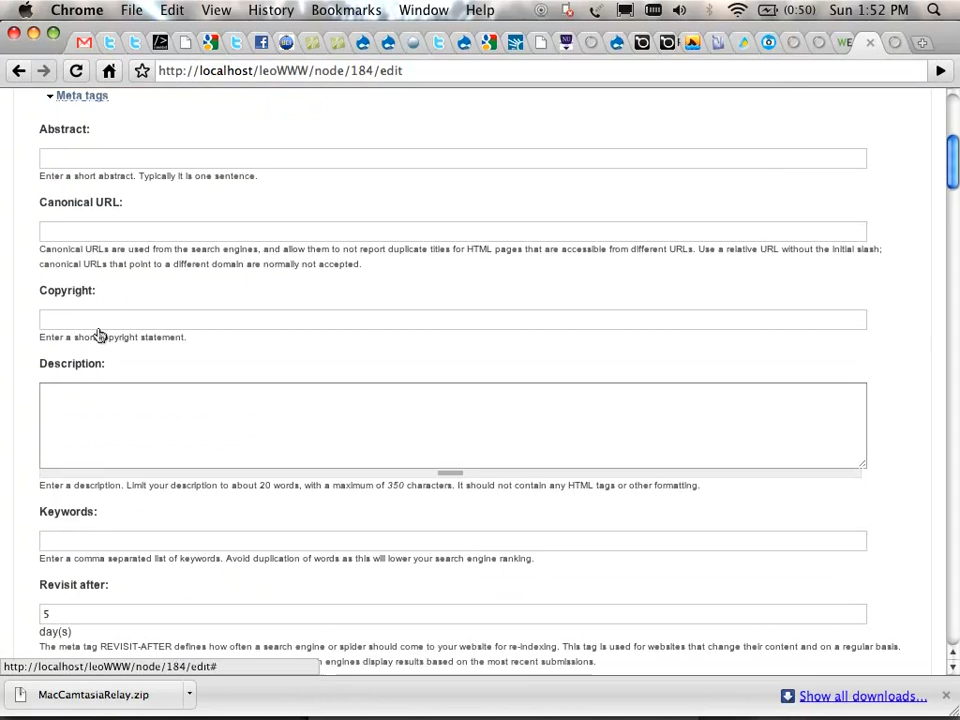 Chrome File Edit View History Bookmarks Window Help (0:50) Sun 1:52 PM
WE
http://localhost/leoWWW/node/184/edit
Meta tags
Abstract:
Enter a short abstract. Typically it is one sentence.
Canonical URL:
Canonical URLs are used from the search engines, and allow them to not report duplicate titles for HTML pages that are accessible from different URLs. Use a relative URL without the initial slash;
canonical URLs that point to a different domain are normally not accepted.
Copyright:
Enter a short copyright statement.
Description:
Enter a description. Limit your description to about 20 words, with a maximum of 350 characters. It should not contain any HTML tags or other formatting.
Keywords:
Enter a comma separated list of keywords. Avoid duplication of words as this will lower your search engine ranking.
Revisit after:
5
day(s)
The meta tag REVISIT-AFTER defines how often a search engine or spider should come to your website for re-indexing. This tag is used for websites that change their content and on a regular basis.
engines display results based on the most recent submissions.
http://localhost/leoWWW/node/184/edit#
MacCamtasiaRelay.zip
Show all downloads...